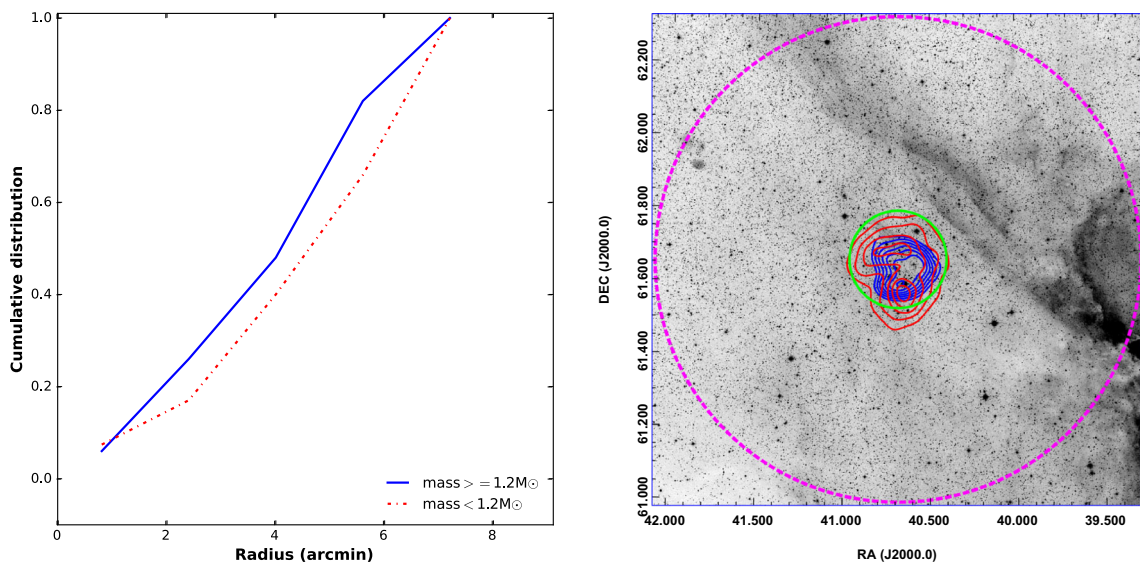 1.0
0.8
0.6
0.4
0.2
0.0
Cumulative distribution
0 2 4 6 8
Radius (arcmin)
mass>=1.2M⊙
mass<1.2M⊙
62.200
62.000
61.800
61.600
61.400
61.200
61.000
DEC (J2000.0)
42.000 41.500 41.000 40.500 40.000 39.500
RA (J2000.0)